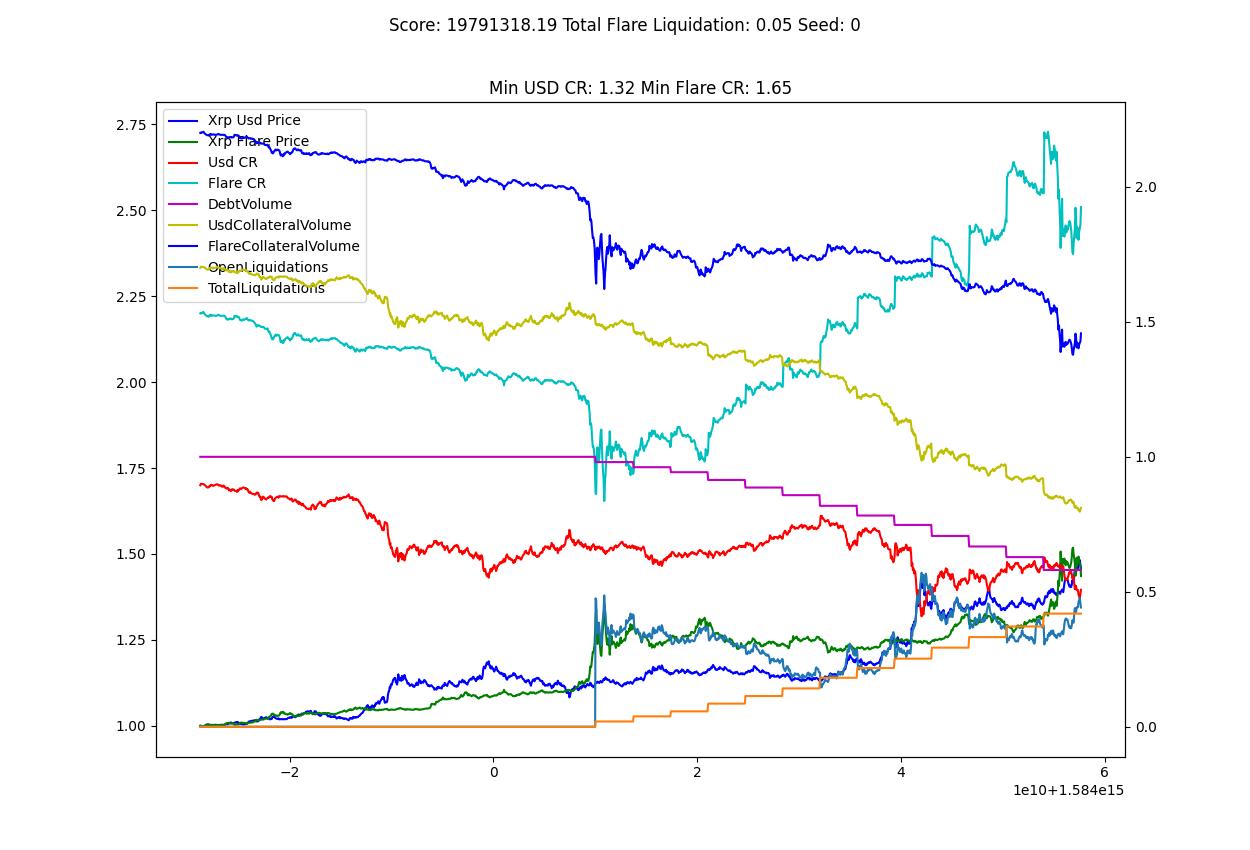 Score: 19791318.19 Total Flare Liquidation: 0.05 Seed: 0
Min USD CR: 1.32 Min Flare CR: 1.65
Xrp Usd Price
Xrp Flare Price
Usd CR
Flare CR
DebtVolume
UsdCollateralVolume
FlareCollateralVolume
OpenLiquidations
TotalLiquidations
2.75
2.50
2.25
2.00
1.75
1.50
1.25
1.00
2.0
1.5
1.0
0.5
0.0
−2
0
2
4
6
1e10+1.584e15